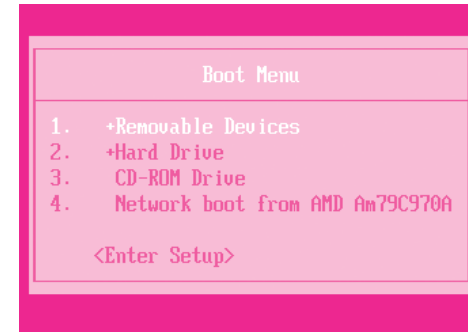 Boot Menu
1. +Removable Devices
2. +Hard Drive
3. CD-ROM Drive
4. Network boot from AMD Am79C970A
<Enter Setup>